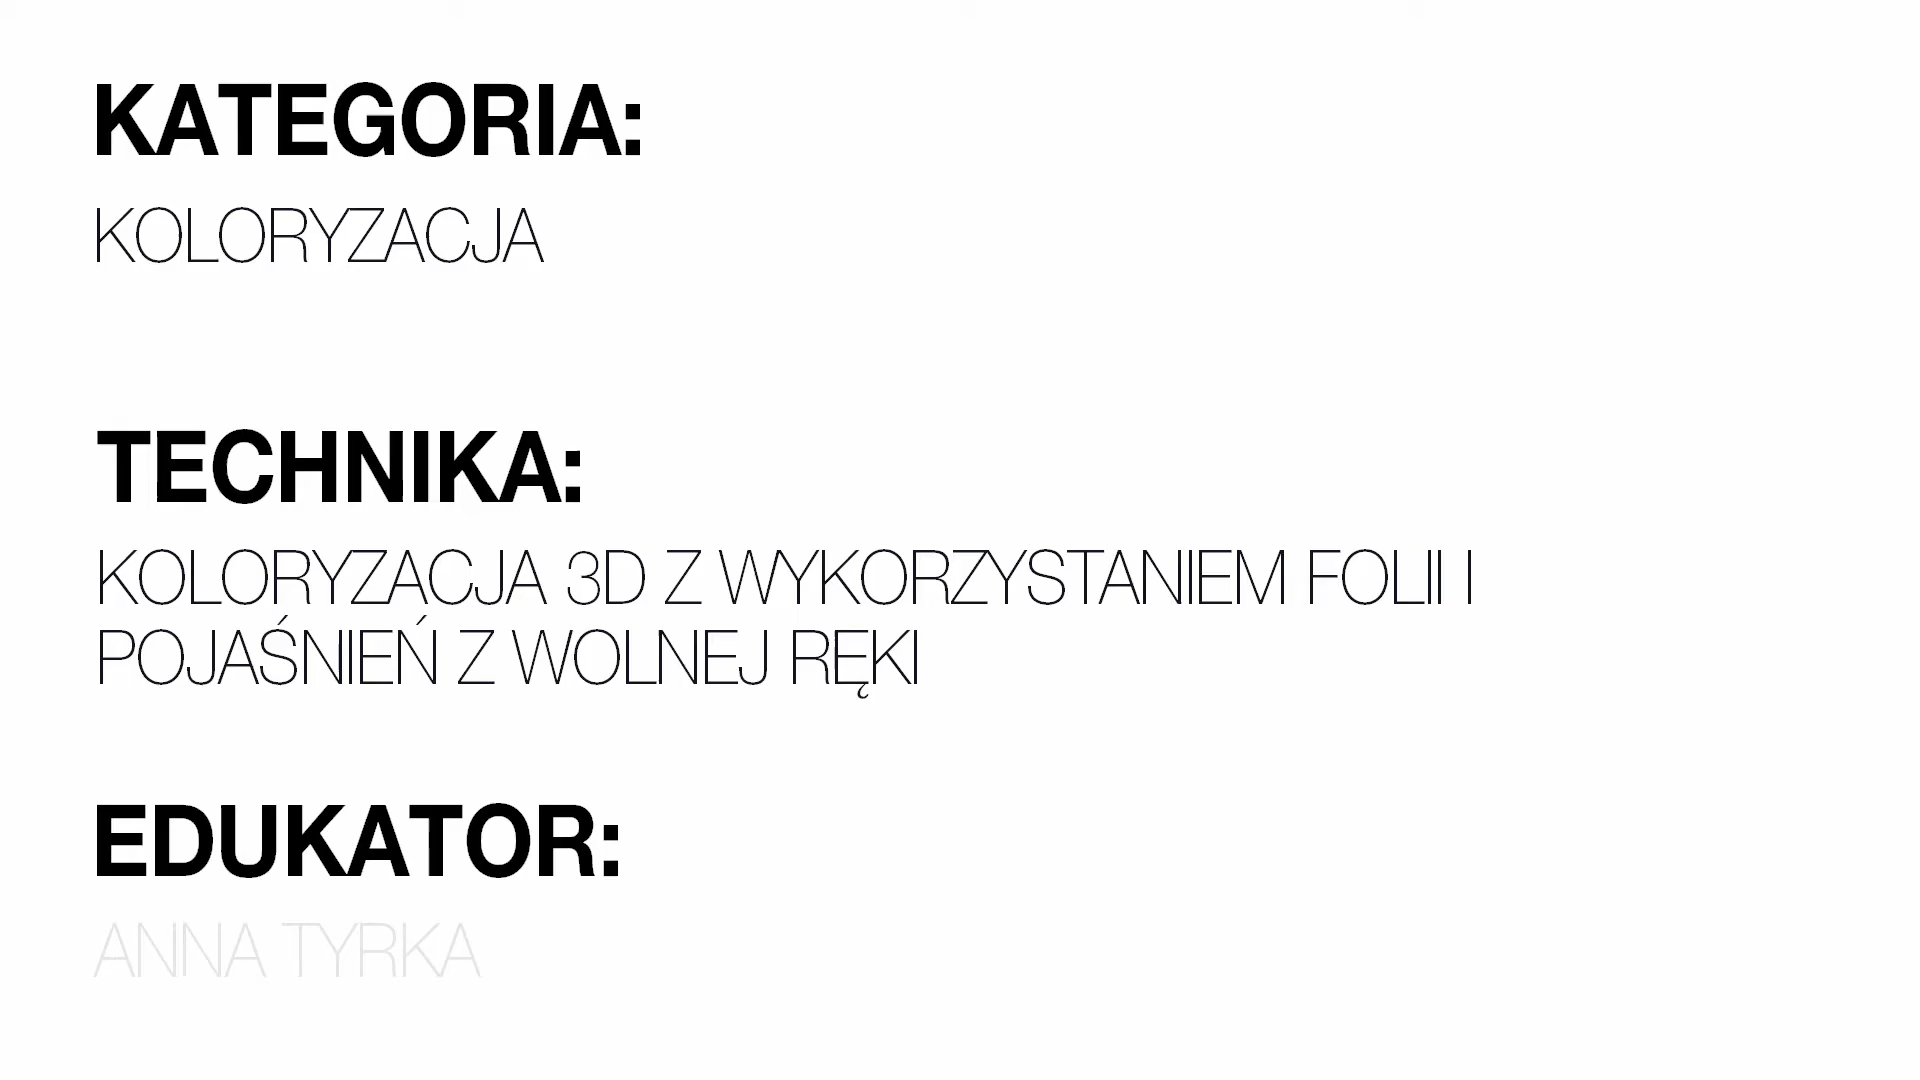 KATEGORIA:
KOLORYZACJA
TECHNIKA:
KOLORYZACJA 3D Z WYKORZYSTANIEM FOLII I
POJAŚNIEŃ Z WOLNEJ RĘKI
EDUKATOR:
ANNA TYRKA